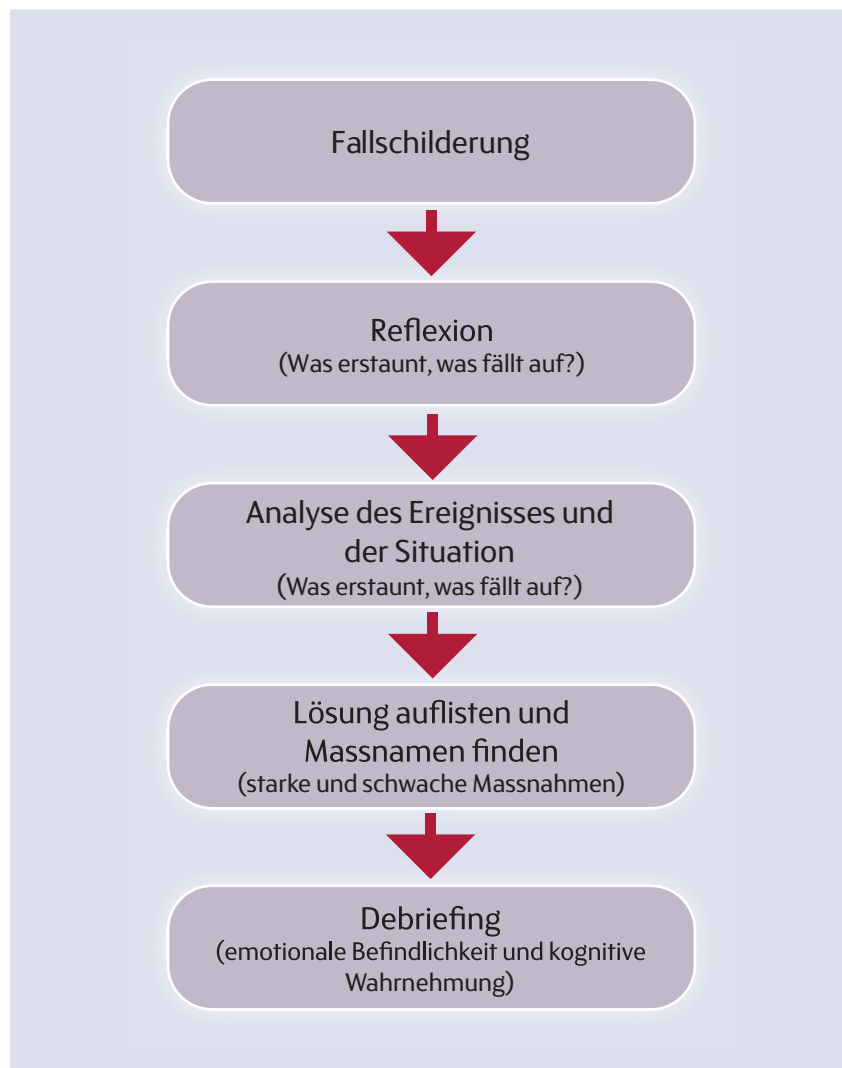 Fallschilderung
Reflexion
(Was erstaunt, was fällt auf?)
Analyse des Ereignisses und
der Situation
(Was erstaunt, was fällt auf?)
Lösung auflisten und
Massnamen finden
(starke und schwache Massnahmen)
Debriefing
(emotionale Befindlichkeit und kognitive
Wahrnehmung)